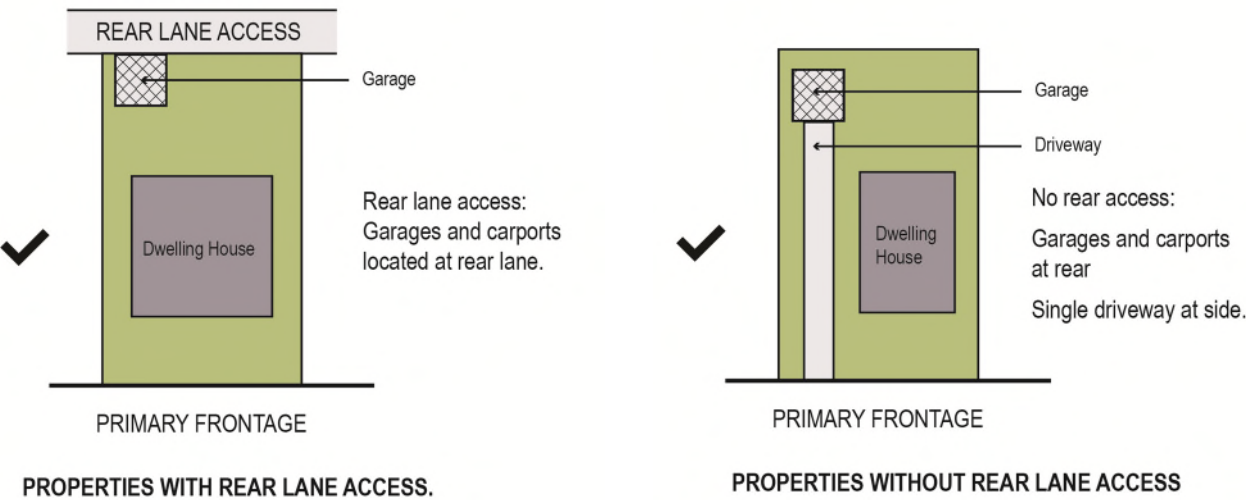 REAR LANE ACCESS
Garage
Dwelling House
Rear lane access:
Garages and carports
located at rear lane.
PRIMARY FRONTAGE
PROPERTIES WITH REAR LANE ACCESS.
Garage
Driveway
Dwelling
House
No rear access:
Garages and carports
at rear
Single driveway at side.
PRIMARY FRONTAGE
PROPERTIES WITHOUT REAR LANE ACCESS